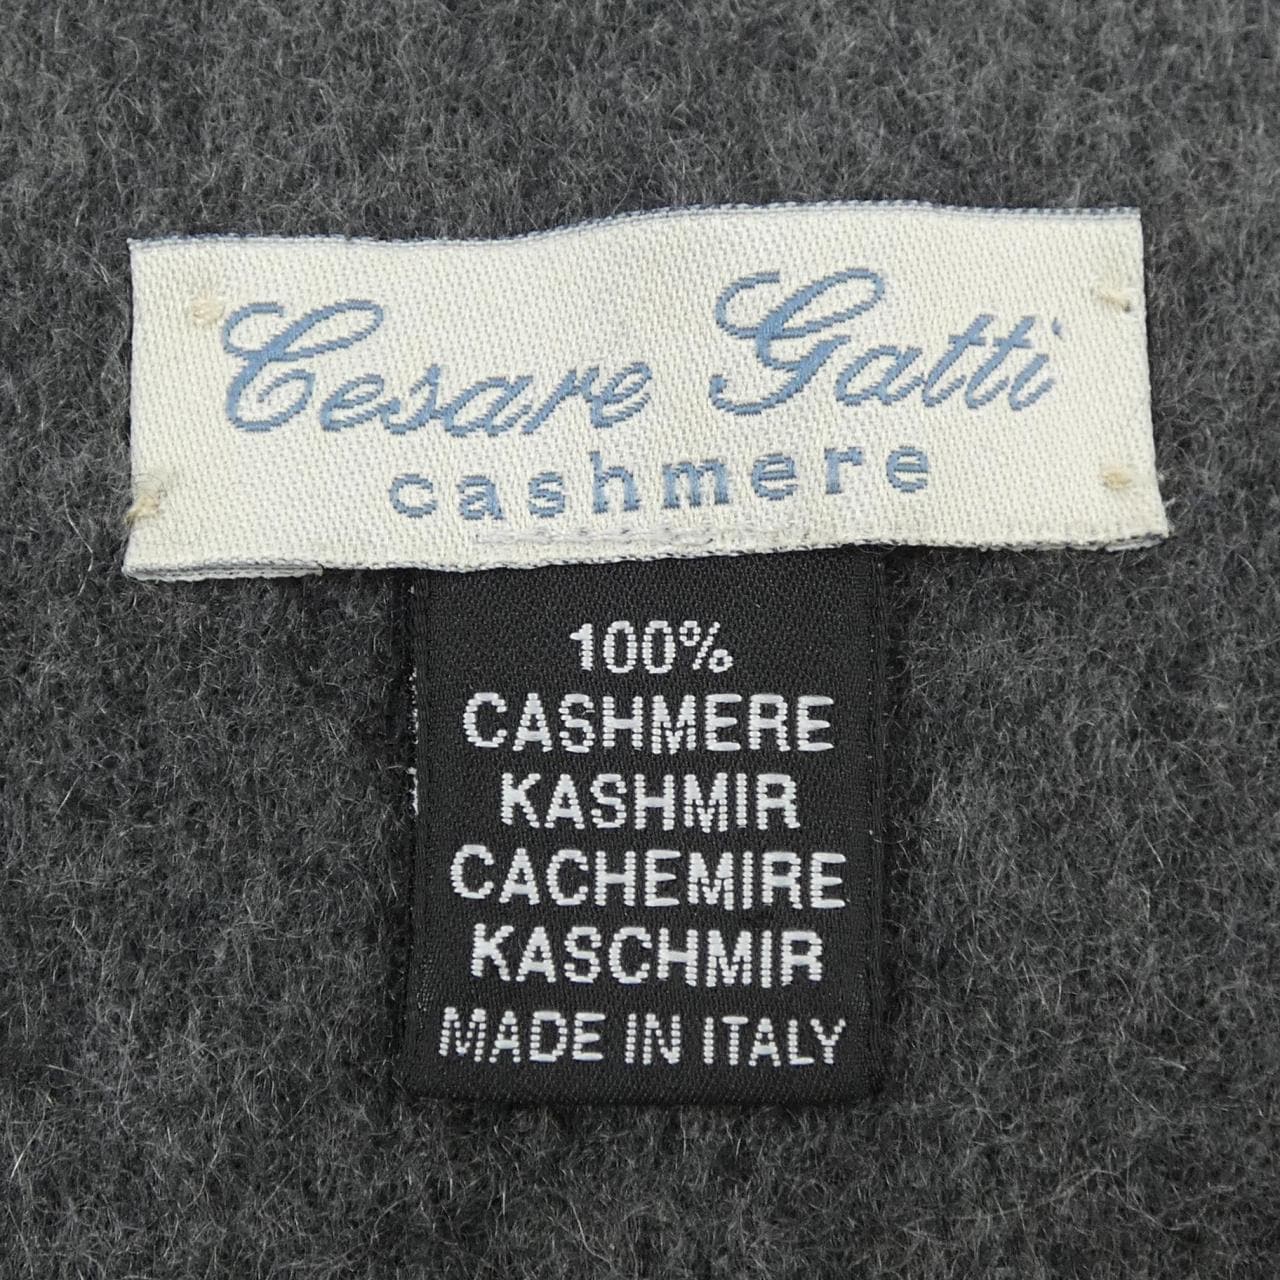 Cesare Gatti
cashmere
100%
CASHMERE
KASHMIR
CACHEMIRE
KASCHMIR
MADE IN ITALY